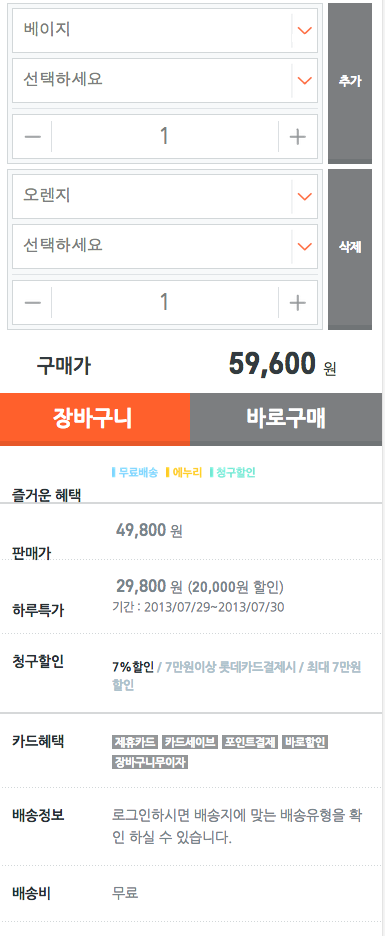 베이지
선택하세요
추가
1
오렌지
선택하세요
삭제
1
구매가 59,600 원
장바구니 바로구매
무료배송 에누리 청구할인
즐거운 혜택
49,800 원
판매가
29,800 원 (20,000원 할인)
하루특가
기간 : 2013/07/29~2013/07/30
청구할인
7%할인 / 7만원이상 롯데카드결제시 / 최대 7만원
할인
카드혜택 제휴카드 카드세이브 포인트결제 바로할인
장바구니무이자
배송정보 로그인하시면 배송지에 맞는 배송유형을 확
인 하실 수 있습니다.
배송비 무료